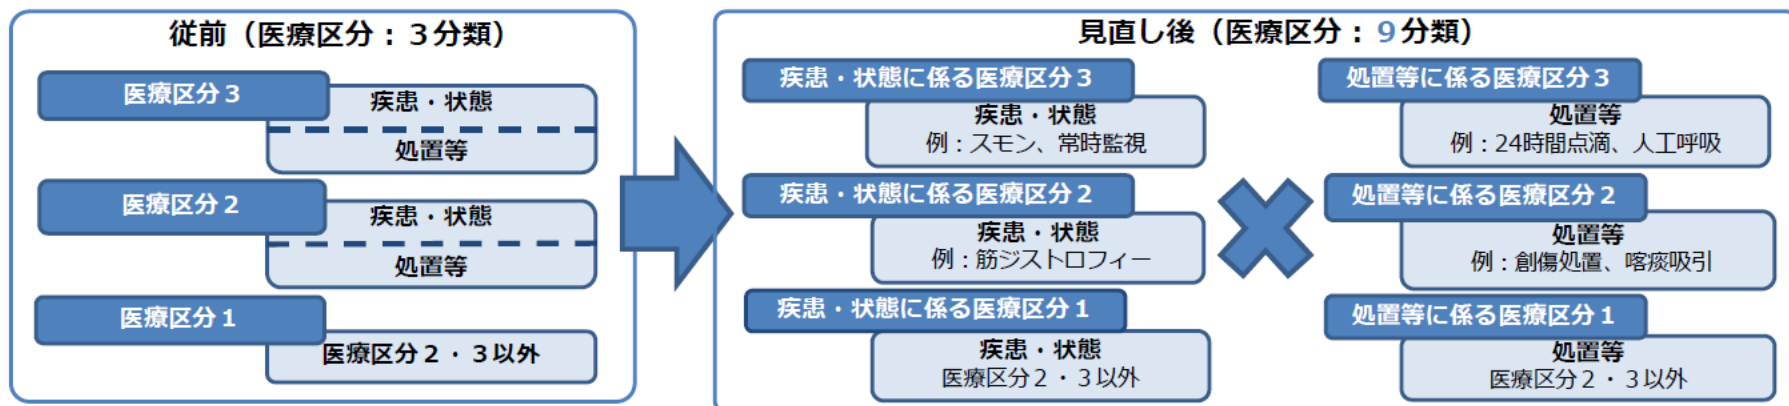 従前（医療区分：３分類）
医療区分３
疾患・状態
処置等
医療区分２
疾患・状態
処置等
医療区分１
医療区分２・３以外
見直し後（医療区分：９分類）
疾患・状態に係る医療区分３
疾患・状態
例：スモン、常時監視
処置等に係る医療区分３
処置等
例：24時間点滴、人工呼吸
疾患・状態に係る医療区分２
疾患・状態
例：筋ジストロフィー
処置等に係る医療区分２
処置等
例：創傷処置、喀痰吸引
疾患・状態に係る医療区分１
疾患・状態
医療区分２・３以外
処置等に係る医療区分１
処置等
医療区分２・３以外